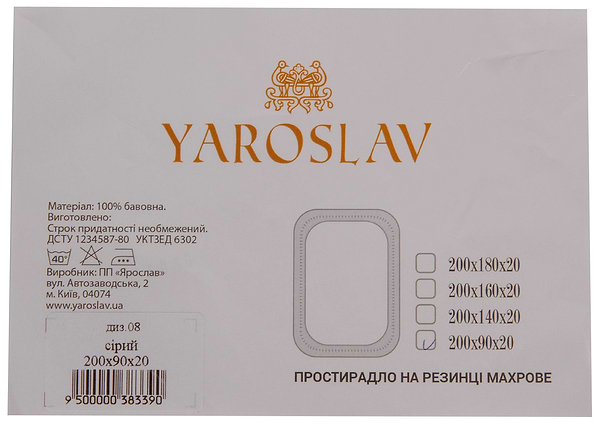 YAROSLAV
Матеріал: 100% бавовна.
Виготовлено:
Строк придатності необмежений.
ДСТУ 1234587-80 УКТЗЕД 6302
40°
Виробник: ПП «Ярослав»
вул. Автозаводська, 2
м. Київ, 04074
www.yaroslav.ua
диз.08
сірий
200х90х20
9 500000 383390
200x180x20
200x160x20
200x140x20
200x90x20
ПРОСТИРАДЛО НА РЕЗИНЦІ МАХРОВЕ